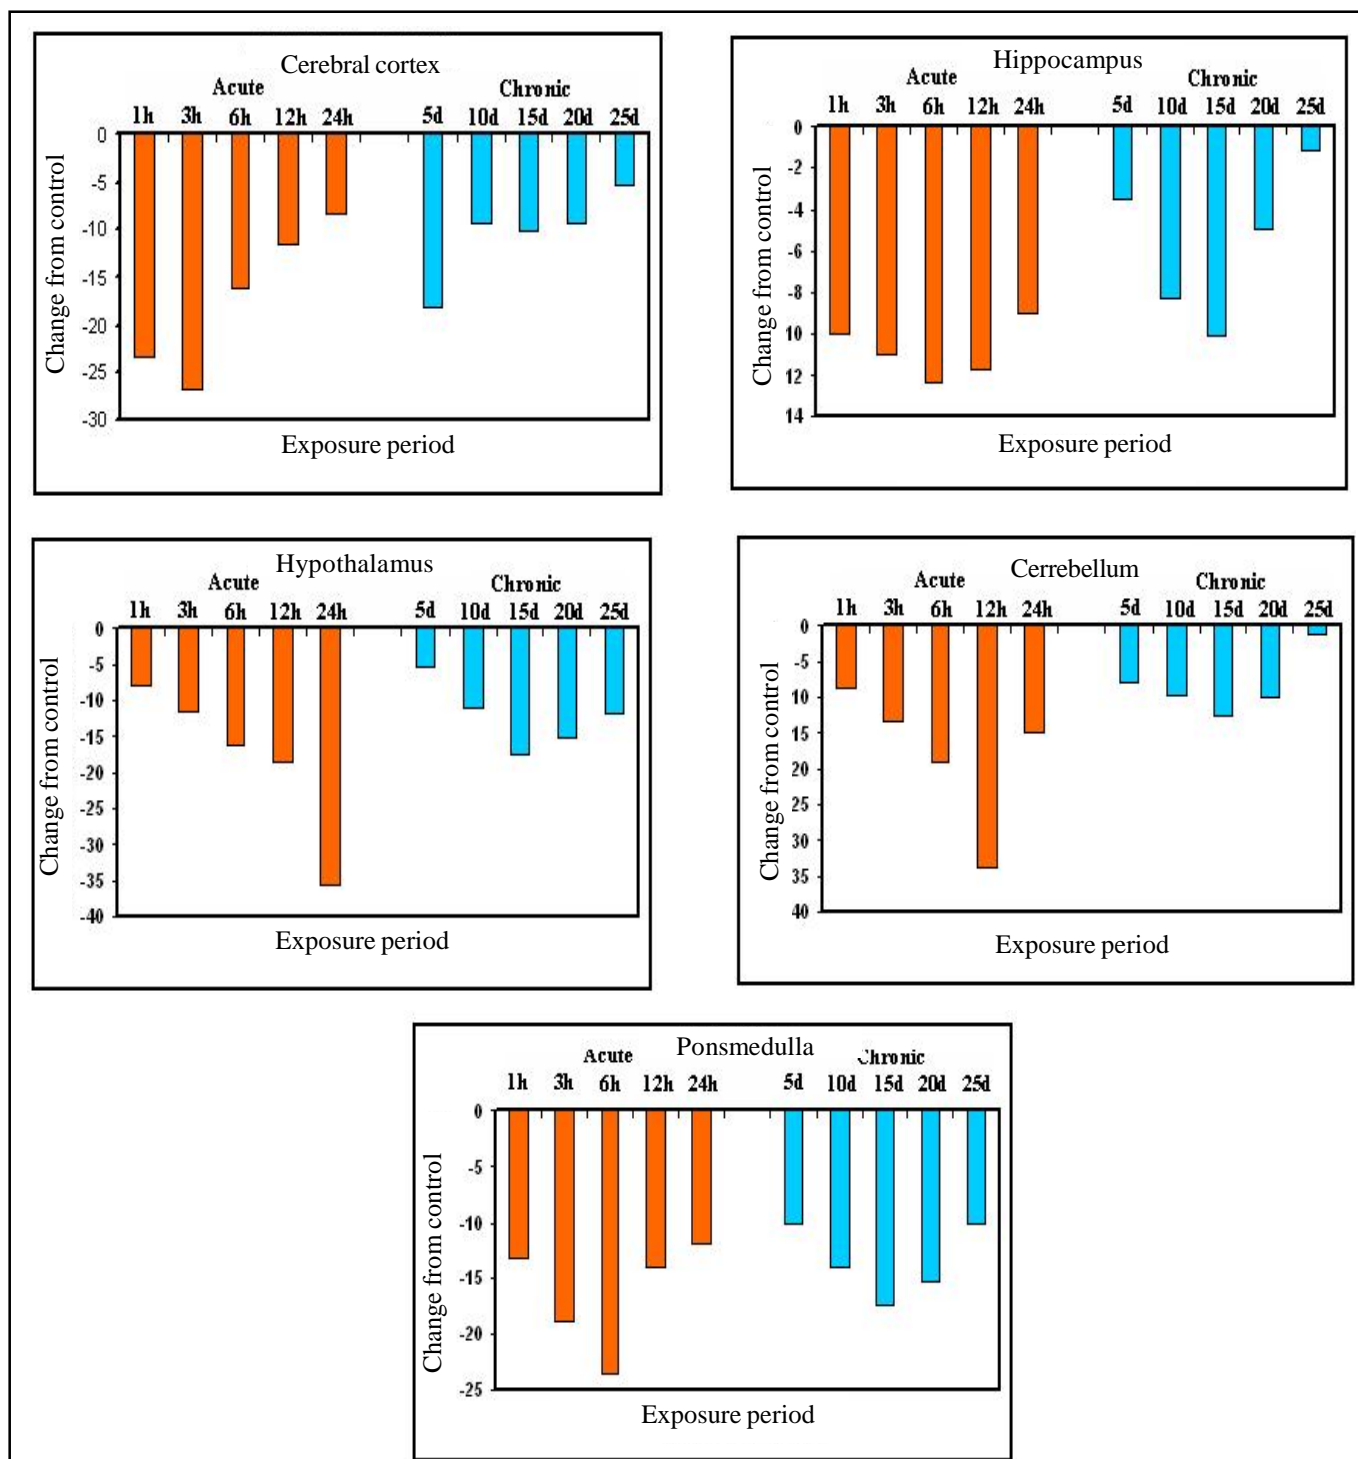 Cerebral cortex
Acute Chronic
1h 3h 6h 12h 24h 5d 10d 15d 20d 25d
0
-5
-10
-15
-20
-25
-30
Change from control
Exposure period
Hippocampus
Acute Chronic
1h 3h 6h 12h 24h 5d 10d 15d 20d 25d
0
-2
-4
-6
-8
10
12
14
Change from control
Exposure period
Hypothalamus
Acute Chronic
1h 3h 6h 12h 24h 5d 10d 15d 20d 25d
0
-5
-10
-15
-20
-25
-30
-35
-40
Change from control
Exposure period
Cerrebellum
Acute Chronic
1h 3h 6h 12h 24h 5d 10d 15d 20d 25d
0
-5
10
15
20
25
30
35
40
Change from control
Exposure period
Ponsmedulla
Acute Chronic
1h 3h 6h 12h 24h 5d 10d 15d 20d 25d
0
-5
-10
-15
-20
-25
Change from control
Exposure period